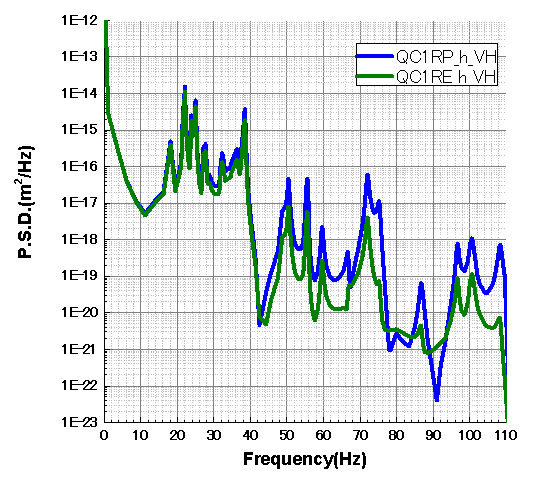 1E-12
1E-13
1E-14
1E-15
1E-16
1E-17
1E-18
1E-19
1E-20
1E-21
1E-22
1E-23
P.S.D.(m²/Hz)
QC1RP_h_VH
QC1RE h VH
0 10 20 30 40 50 60 70 80 90 100 110
Frequency(Hz)